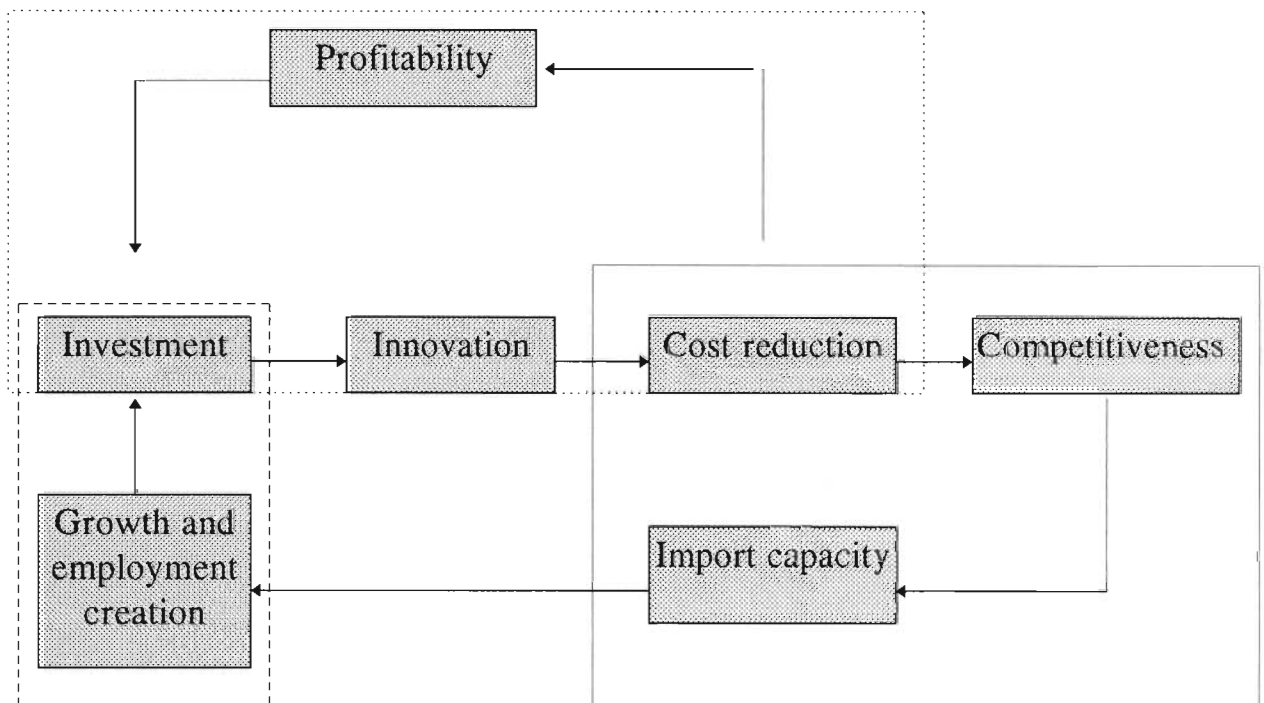 Profitability
Investment
Innovation
Cost reduction
Competitiveness
Growth and
employment
creation
Import capacity